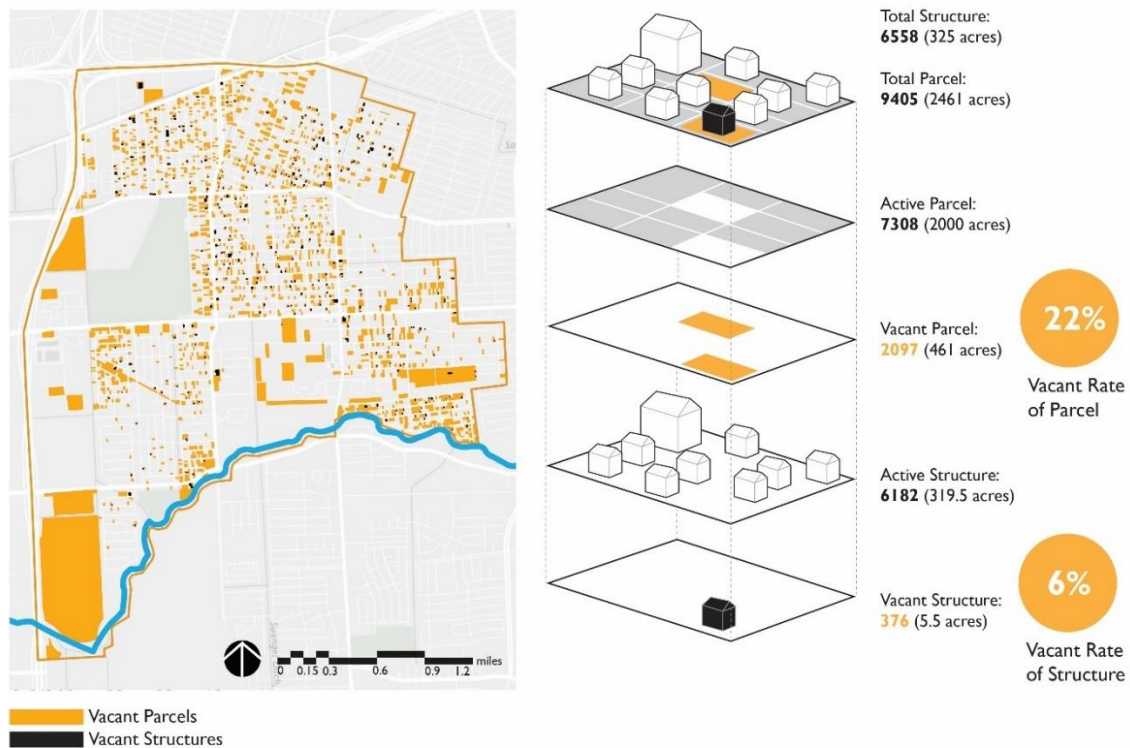 Total Structure:
6558 (325 acres)
Total Parcel:
9405 (2461 acres)
Active Parcel:
7308 (2000 acres)
Vacant Parcel:
2097 (461 acres)
22%
Vacant Rate
of Parcel
Active Structure:
6182 (319.5 acres)
Vacant Structure:
376 (5.5 acres)
6%
Vacant Rate
of Structure
miles
0 0.15 0.3 0.6 0.9 1.2
Vacant Parcels
Vacant Structures